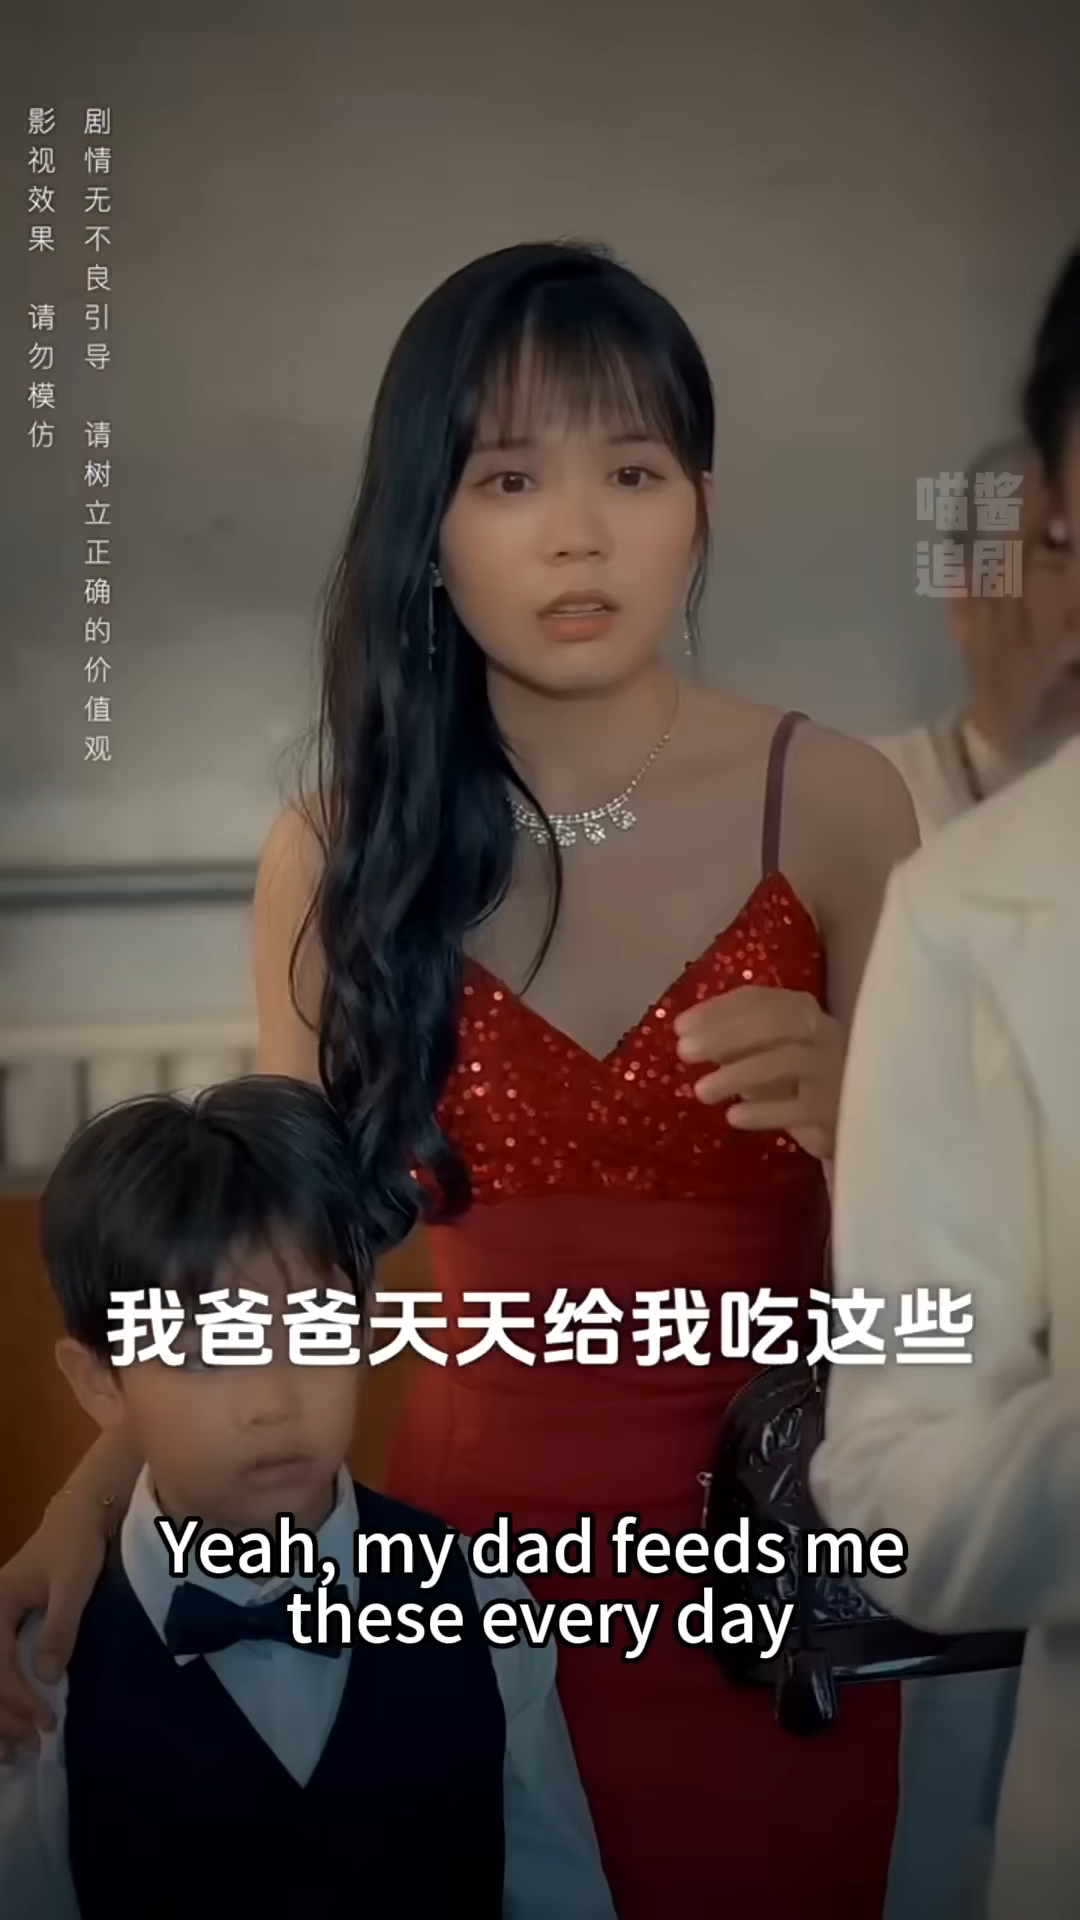 剧情无不良引导 请树立正确的价值观
影视效果 请勿模仿
喵酱
追剧
我爸爸天天给我吃这些
Yeah, my dad feeds me
these every day